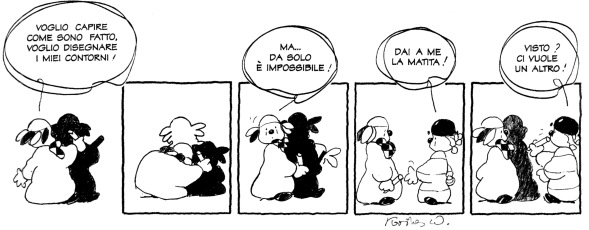 VOGLIO CAPIRE
COME SONO FATTO,
VOGLIO DISEGNARE
I MIEI CONTORNI!
MA...
DA SOLO
È IMPOSSIBILE!
DAI A ME
LA MATITA!
VISTO?
CI VUOLE
UN ALTRO!